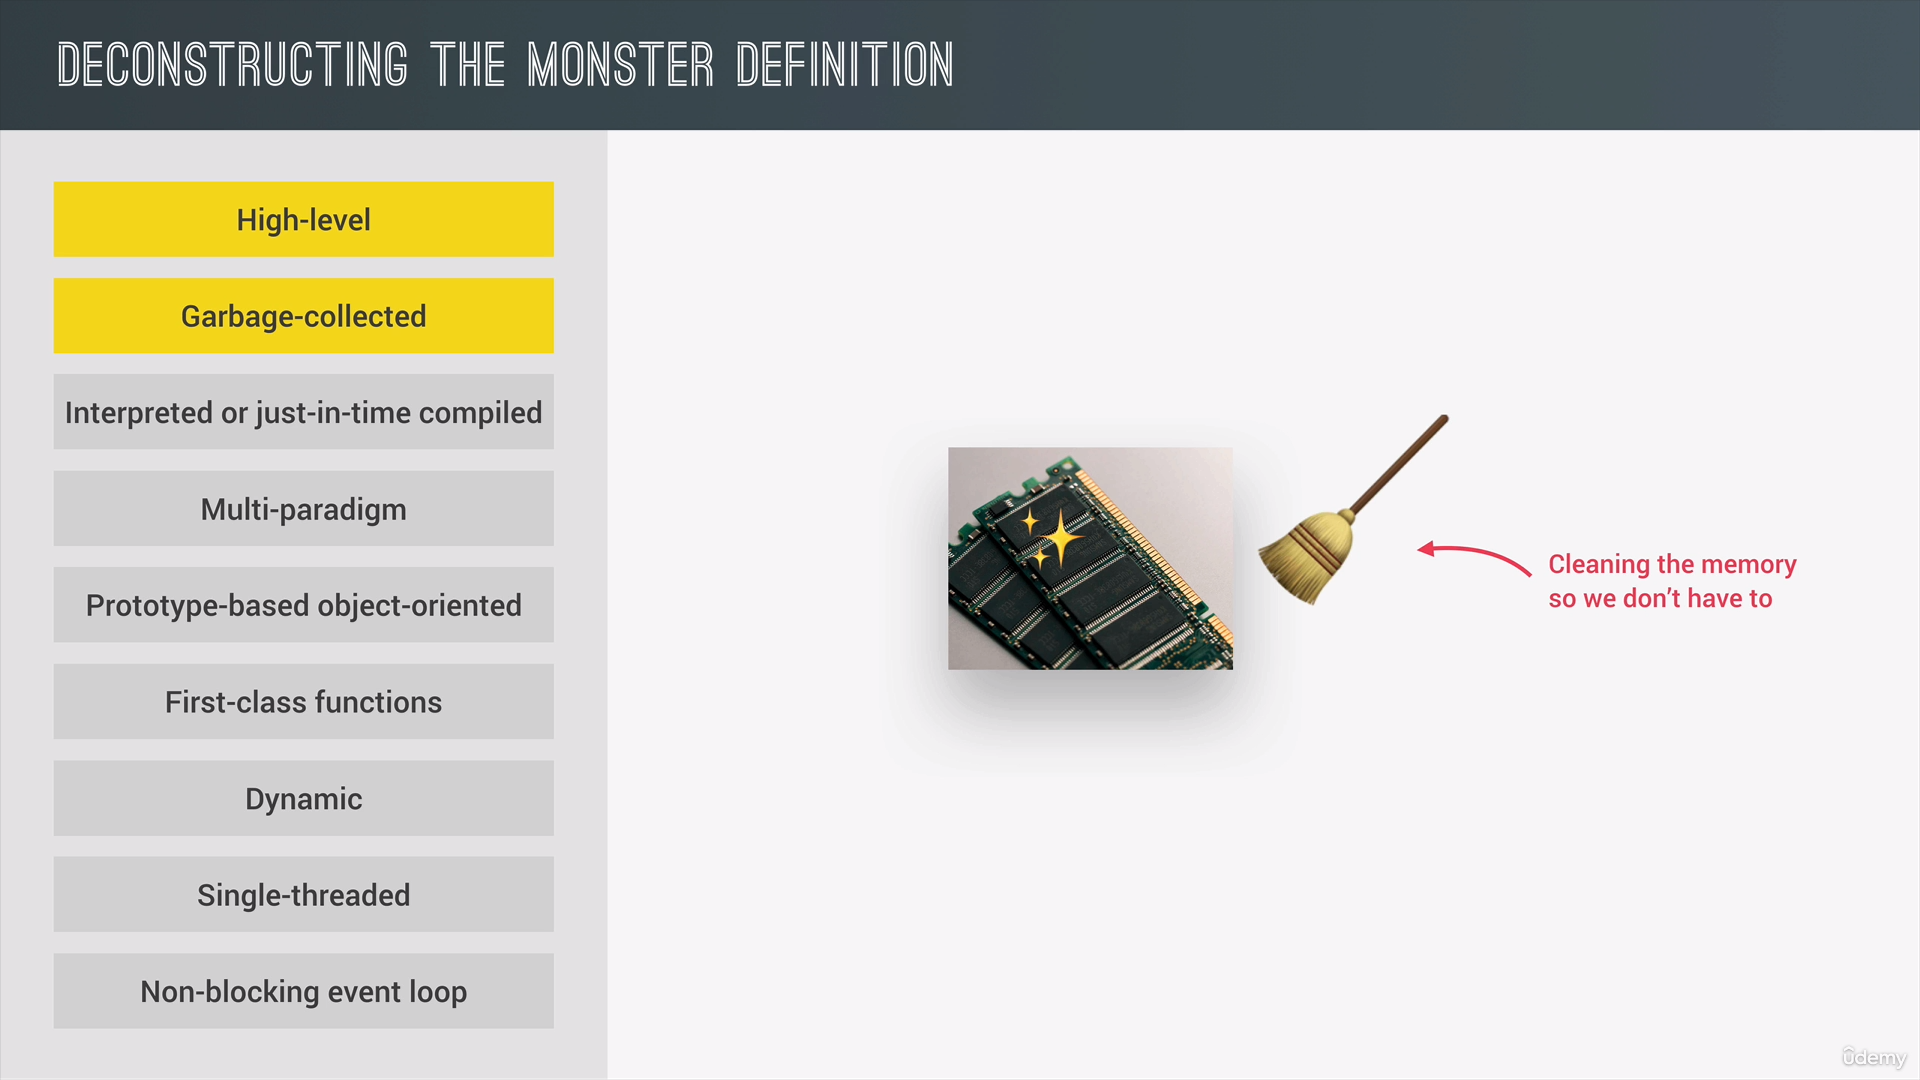 DECONSTRUCTING THE MONSTER DEFINITION
High-level
Garbage-collected
Interpreted or just-in-time compiled
Multi-paradigm
Prototype-based object-oriented
First-class functions
Dynamic
Single-threaded
Non-blocking event loop
Cleaning the memory
so we don't have to
ûdemy